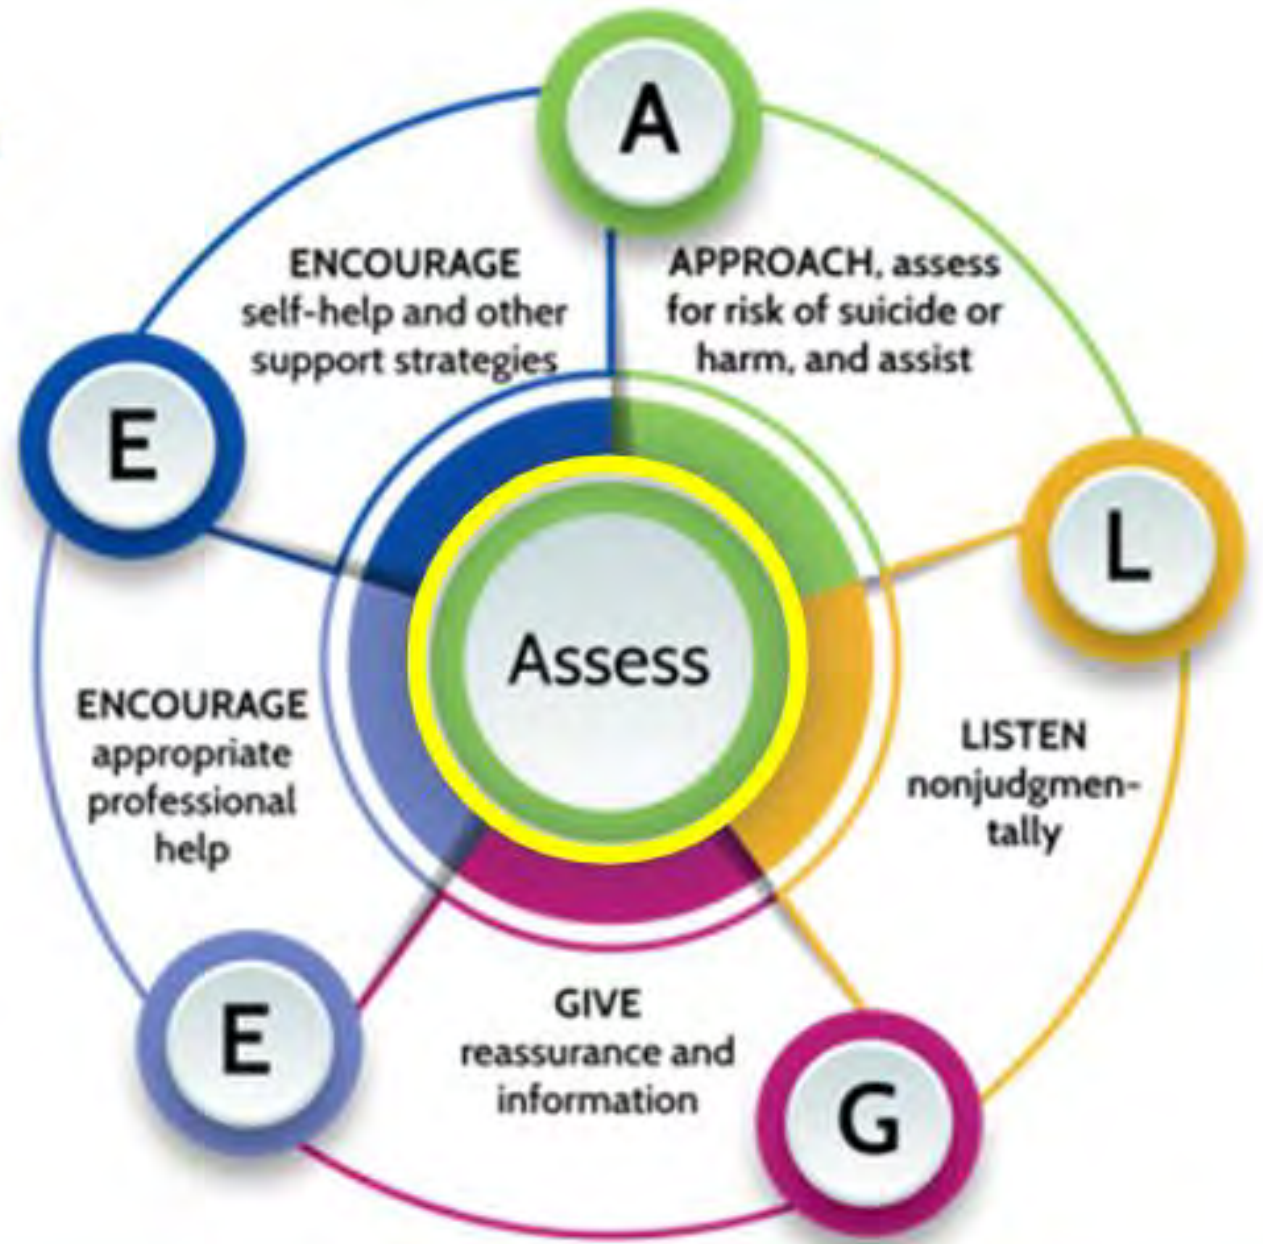 A
APPROACH, assess
for risk of suicide or
harm, and assist
L
LISTEN
nonjudgmen-
tally
G
GIVE
reassurance and
information
E
ENCOURAGE
appropriate
professional
help
E
ENCOURAGE
self-help and other
support strategies
Assess